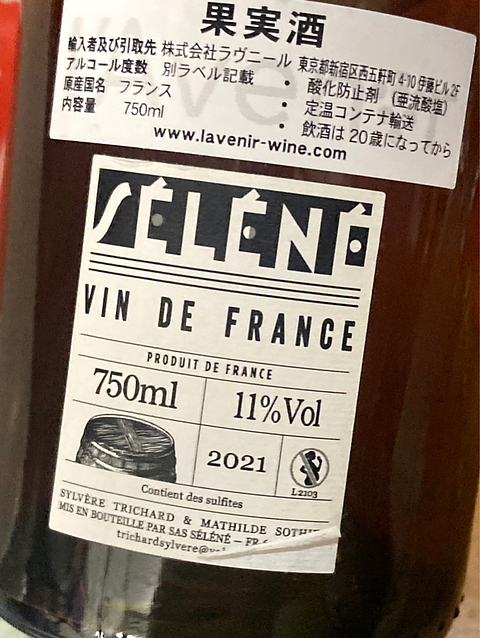 果実酒
輸入者及び引取先 株式会社ラヴニール 東京都新宿区西五軒町 4-10 伊藤ビル2F
アルコール度数 別ラベル記載 ・ 酸化防止剤 (亜流酸塩)
原産国名 フランス ・ 定温コンテナ輸送
内容量 750ml ・ 飲酒は20歳になってから
www.lavenir-wine.com
SÉLÉNÉ
VIN DE FRANCE
PRODUIT DE FRANCE
750ml 11%Vol
2021
L2103
Contient des sulfites
SYLVÈRE TRICHARD & MATHILDE
MIS EN BOUTEILLE PAR SAS SÉLÉNÉ – FR
trichardsylvere@